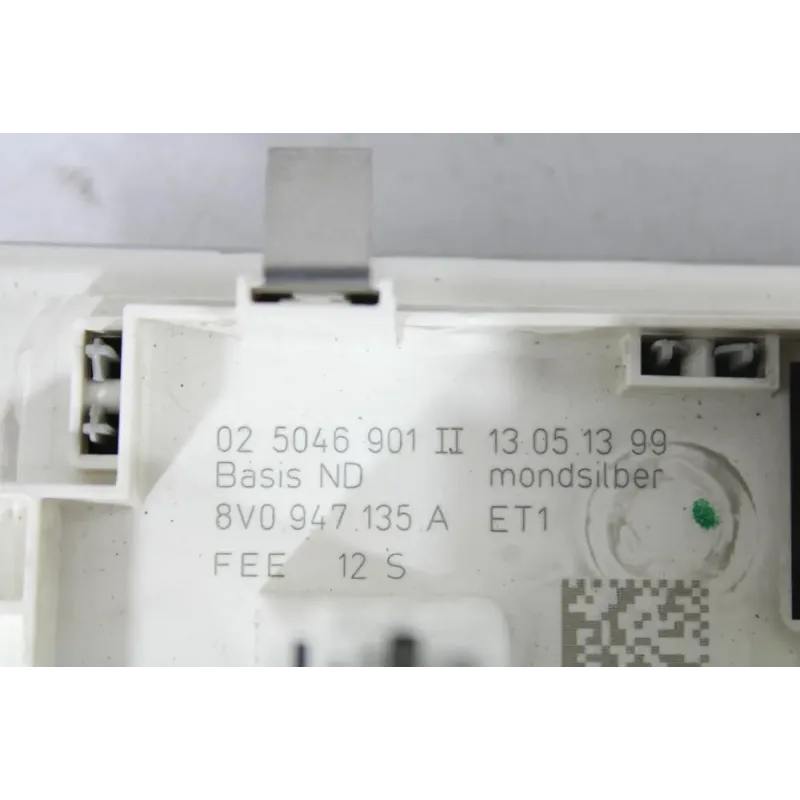 02 5046 901 II 13.05.13 99
Basis ND mondsilber
8V0 947.135 A ET1
FEE 12 S